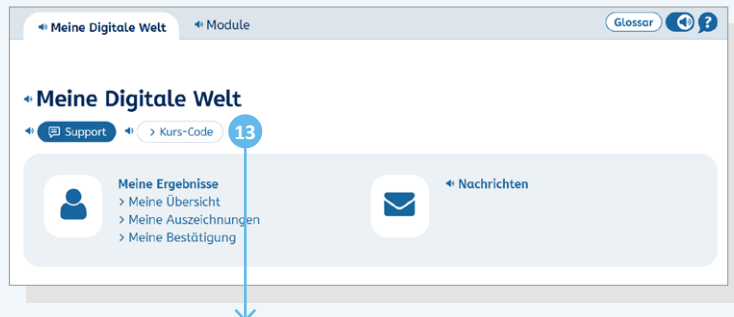 Meine Digitale Welt
Module
Glossar
?
Meine Digitale Welt
Support
> Kurs-Code
13
Meine Ergebnisse
> Meine Übersicht
> Meine Auszeichnungen
> Meine Bestätigung
Nachrichten